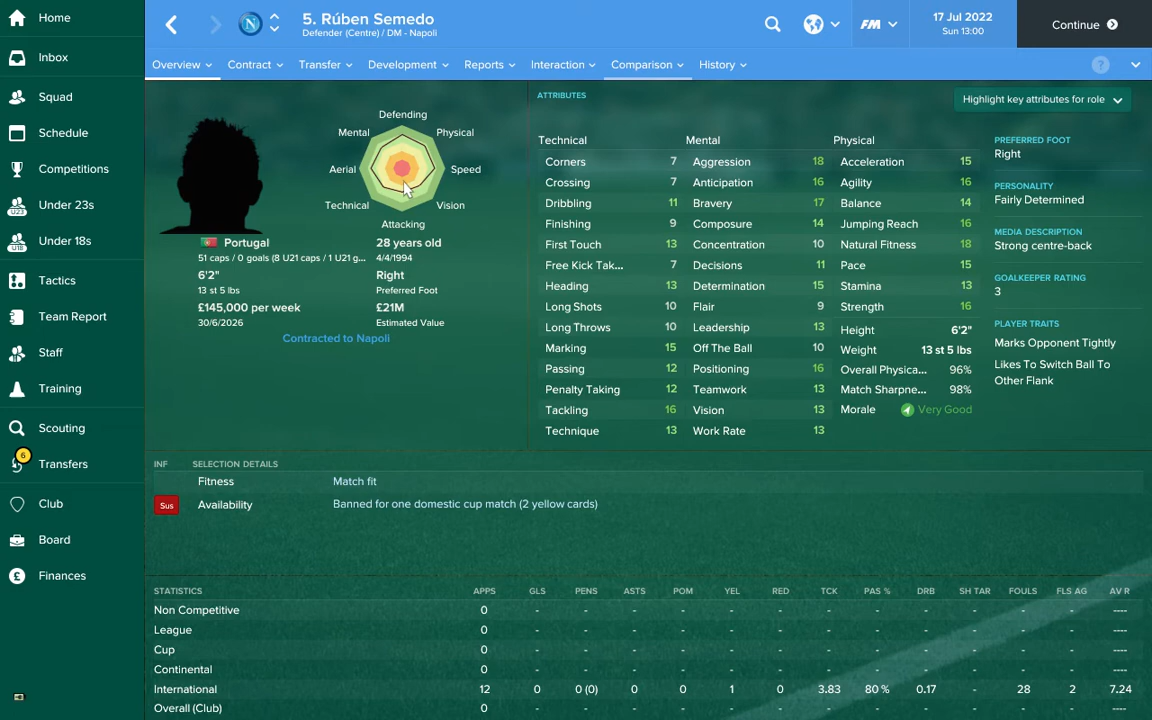 Home
Inbox
Squad
Schedule
Competitions
U23
Under 23s
U18
Under 18s
Tactics
Team Report
Staff
Training
Scouting
6
Transfers
Club
Board
Finances
N
5. Rúben Semedo
Defender (Centre) / DM - Napoli
FM
17 Jul 2022
Sun 13:00
Continue
Overview
Contract
Transfer
Development
Reports
Interaction
Comparison
History
?
Defending
Mental
Physical
Aerial
Speed
Technical
Vision
Attacking
Portugal
28 years old
51 caps / 0 goals (8 U21 caps / 1 U21 g...
4/4/1994
6'2"
Right
13 st 5 lbs
Preferred Foot
£145,000 per week
£21M
30/6/2026
Estimated Value
Contracted to Napoli
ATTRIBUTES
Highlight key attributes for role
Technical
Corners 7
Crossing 7
Dribbling 11
Finishing 9
First Touch 13
Free Kick Tak... 7
Heading 13
Long Shots 10
Long Throws 10
Marking 15
Passing 12
Penalty Taking 12
Tackling 16
Technique 13
Mental
Aggression 18
Anticipation 16
Bravery 17
Composure 14
Concentration 10
Decisions 11
Determination 15
Flair 9
Leadership 13
Off The Ball 10
Positioning 16
Teamwork 13
Vision 13
Work Rate 13
Physical
Acceleration 15
Agility 16
Balance 14
Jumping Reach 16
Natural Fitness 18
Pace 15
Stamina 13
Strength 16
Height 6'2"
Weight 13 st 5 lbs
Overall Physica... 96%
Match Sharpne... 98%
Morale Very Good
PREFERRED FOOT
Right
PERSONALITY
Fairly Determined
MEDIA DESCRIPTION
Strong centre-back
GOALKEEPER RATING
3
PLAYER TRAITS
Marks Opponent Tightly
Likes To Switch Ball To
Other Flank
INF SELECTION DETAILS
Fitness Match fit
Sus Availability Banned for one domestic cup match (2 yellow cards)
STATISTICS APPS GLS PENS ASTS POM YEL RED TCK PAS % DRB SH TAR FOULS FLS AG AV R
Non Competitive 0 - - - - - - - - - - - - ----
League 0 - - - - - - - - - - - - ----
Cup 0 - - - - - - - - - - - - ----
Continental 0 - - - - - - - - - - - - ----
International 12 0 0 (0) 0 0 1 0 3.83 80 % 0.17 - 28 2 7.24
Overall (Club) 0 - - - - - - - - - - - - ----